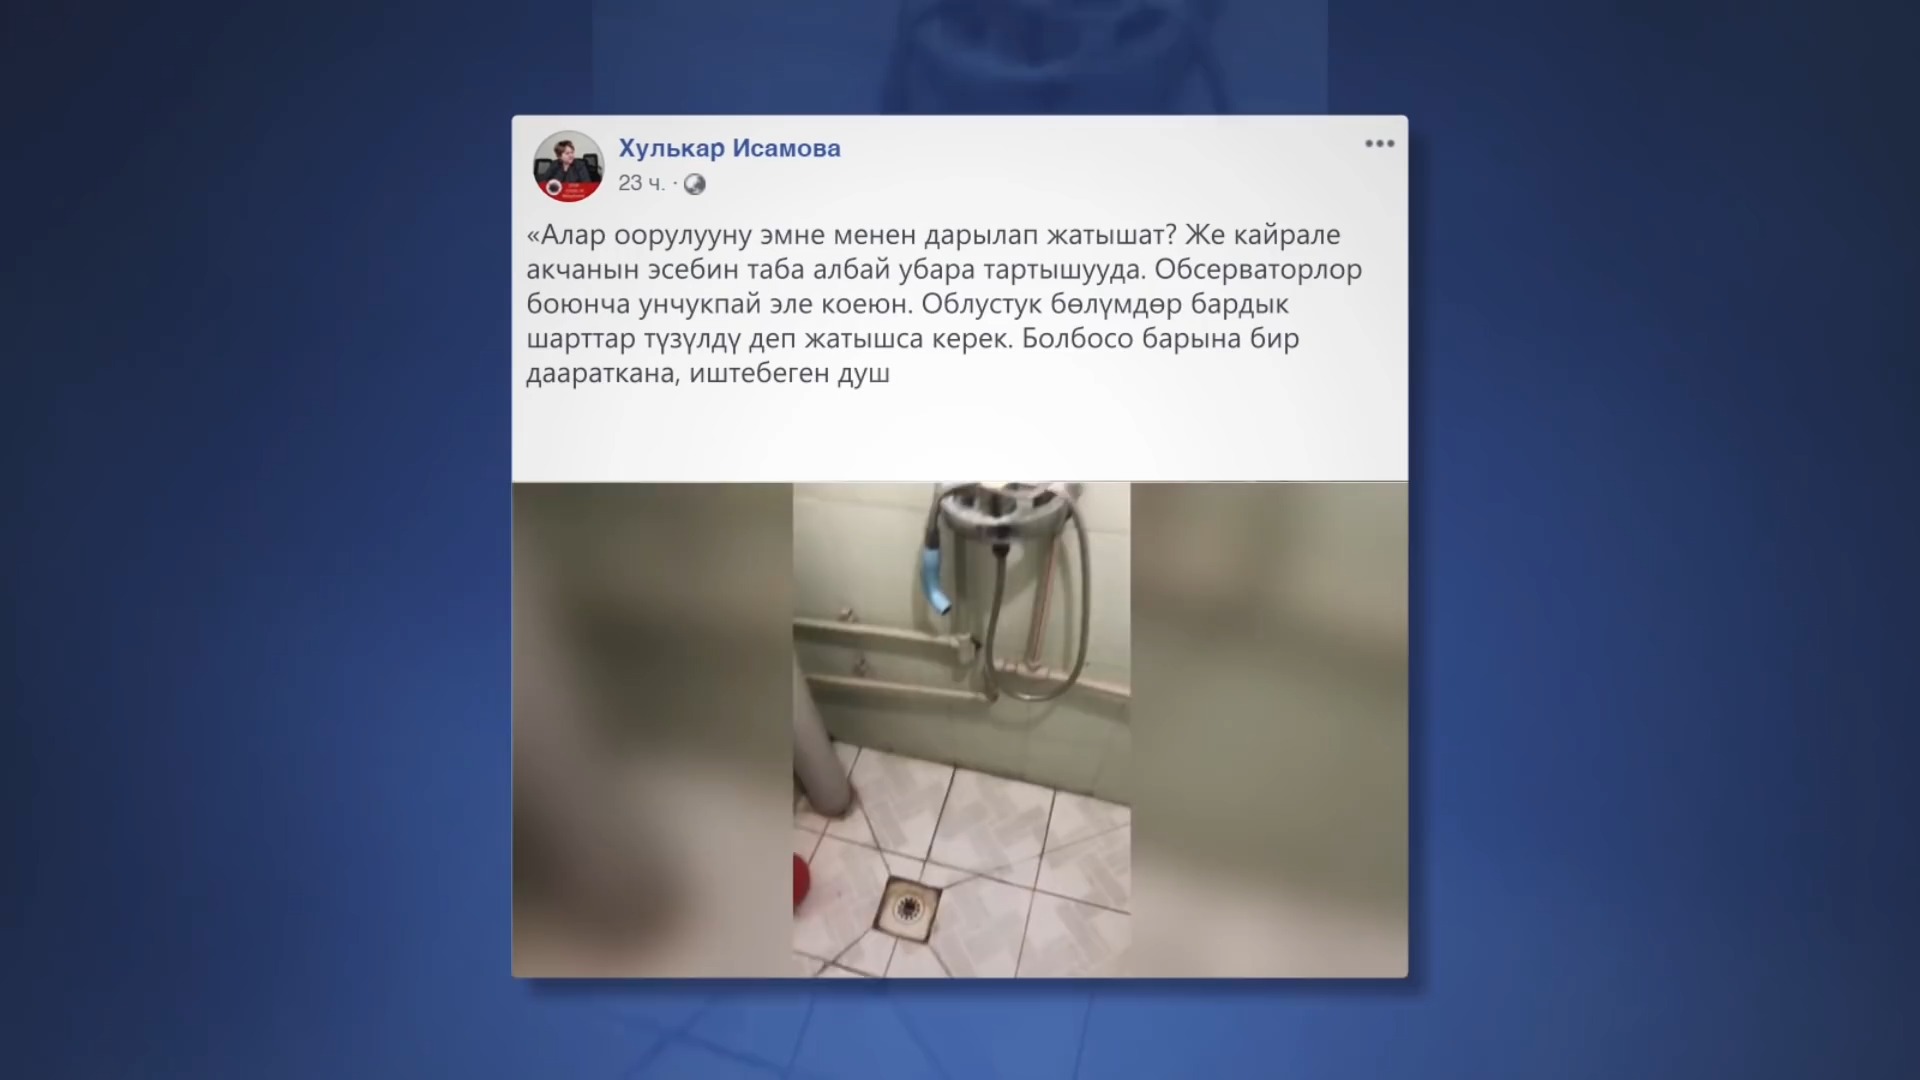 Хулькар Исамова
23 ч. ·
«Алар оорулууну эмне менен дарылап жатышат? Же кайрале
акчанын эсебин таба албай убара тартышууда. Обсерваторлор
боюнча унчукпай эле коеюн. Облустук бөлүмдөр бардык
шарттар түзүлдү деп жатышса керек. Болбосо барына бир
даараткана, иштебеген душ